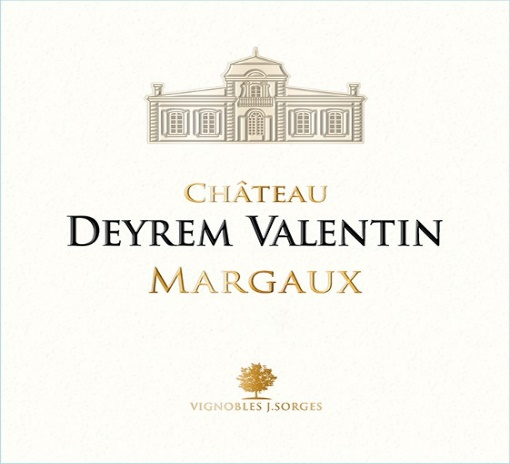 CHÂTEAU
DEYREM VALENTIN
MARGAUX
VIGNOBLES J.SORGES